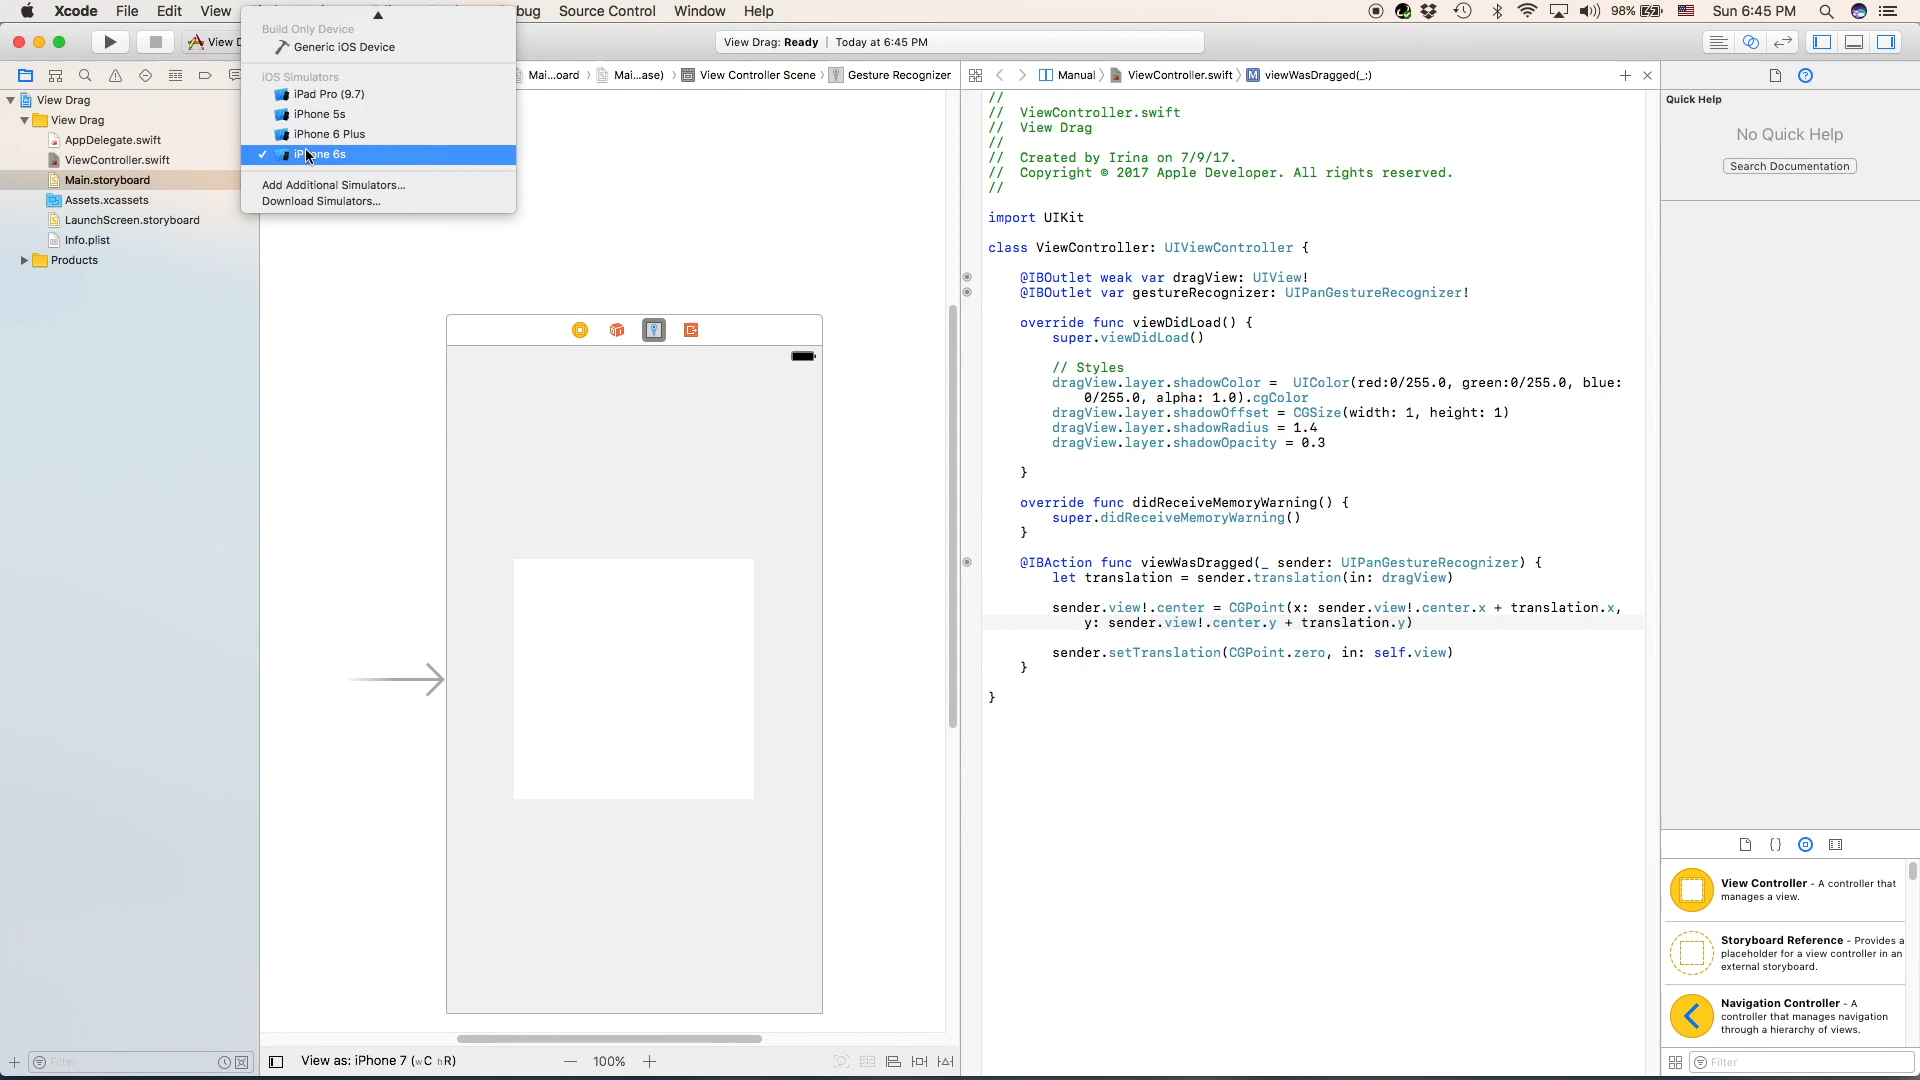 Xcode File Edit View bug Source Control Window Help
98% Sun 6:45 PM
Build Only Device
Generic iOS Device
iOS Simulators
iPad Pro (9.7)
iPhone 5s
iPhone 6 Plus
✓ iPhone 6s
Add Additional Simulators...
Download Simulators...
View D
View Drag: Ready | Today at 6:45 PM
Mai...oard Mai...ase) View Controller Scene Gesture Recognizer
Manual ViewController.swift M viewWasDragged(_:)
View Drag
View Drag
AppDelegate.swift
ViewController.swift
Main.storyboard
Assets.xcassets
LaunchScreen.storyboard
Info.plist
Products
//
// ViewController.swift
// View Drag
//
// Created by Irina on 7/9/17.
// Copyright © 2017 Apple Developer. All rights reserved.
//
import UIKit
class ViewController: UIViewController {
@IBOutlet weak var dragView: UIView!
@IBOutlet var gestureRecognizer: UIPanGestureRecognizer!
override func viewDidLoad() {
super.viewDidLoad()
// Styles
dragView.layer.shadowColor =  UIColor(red:0/255.0, green:0/255.0, blue:
0/255.0, alpha: 1.0).cgColor
dragView.layer.shadowOffset = CGSize(width: 1, height: 1)
dragView.layer.shadowRadius = 1.4
dragView.layer.shadowOpacity = 0.3
}
override func didReceiveMemoryWarning() {
super.didReceiveMemoryWarning()
}
@IBAction func viewWasDragged(_ sender: UIPanGestureRecognizer) {
let translation = sender.translation(in: dragView)
sender.view!.center = CGPoint(x: sender.view!.center.x + translation.x,
y: sender.view!.center.y + translation.y)
sender.setTranslation(CGPoint.zero, in: self.view)
}
}
Quick Help
No Quick Help
Search Documentation
{}
View Controller - A controller that
manages a view.
Storyboard Reference - Provides a
placeholder for a view controller in an
external storyboard.
Navigation Controller - A
controller that manages navigation
through a hierarchy of views.
Filter
View as: iPhone 7 (wC hR)
— 100% +
Filter